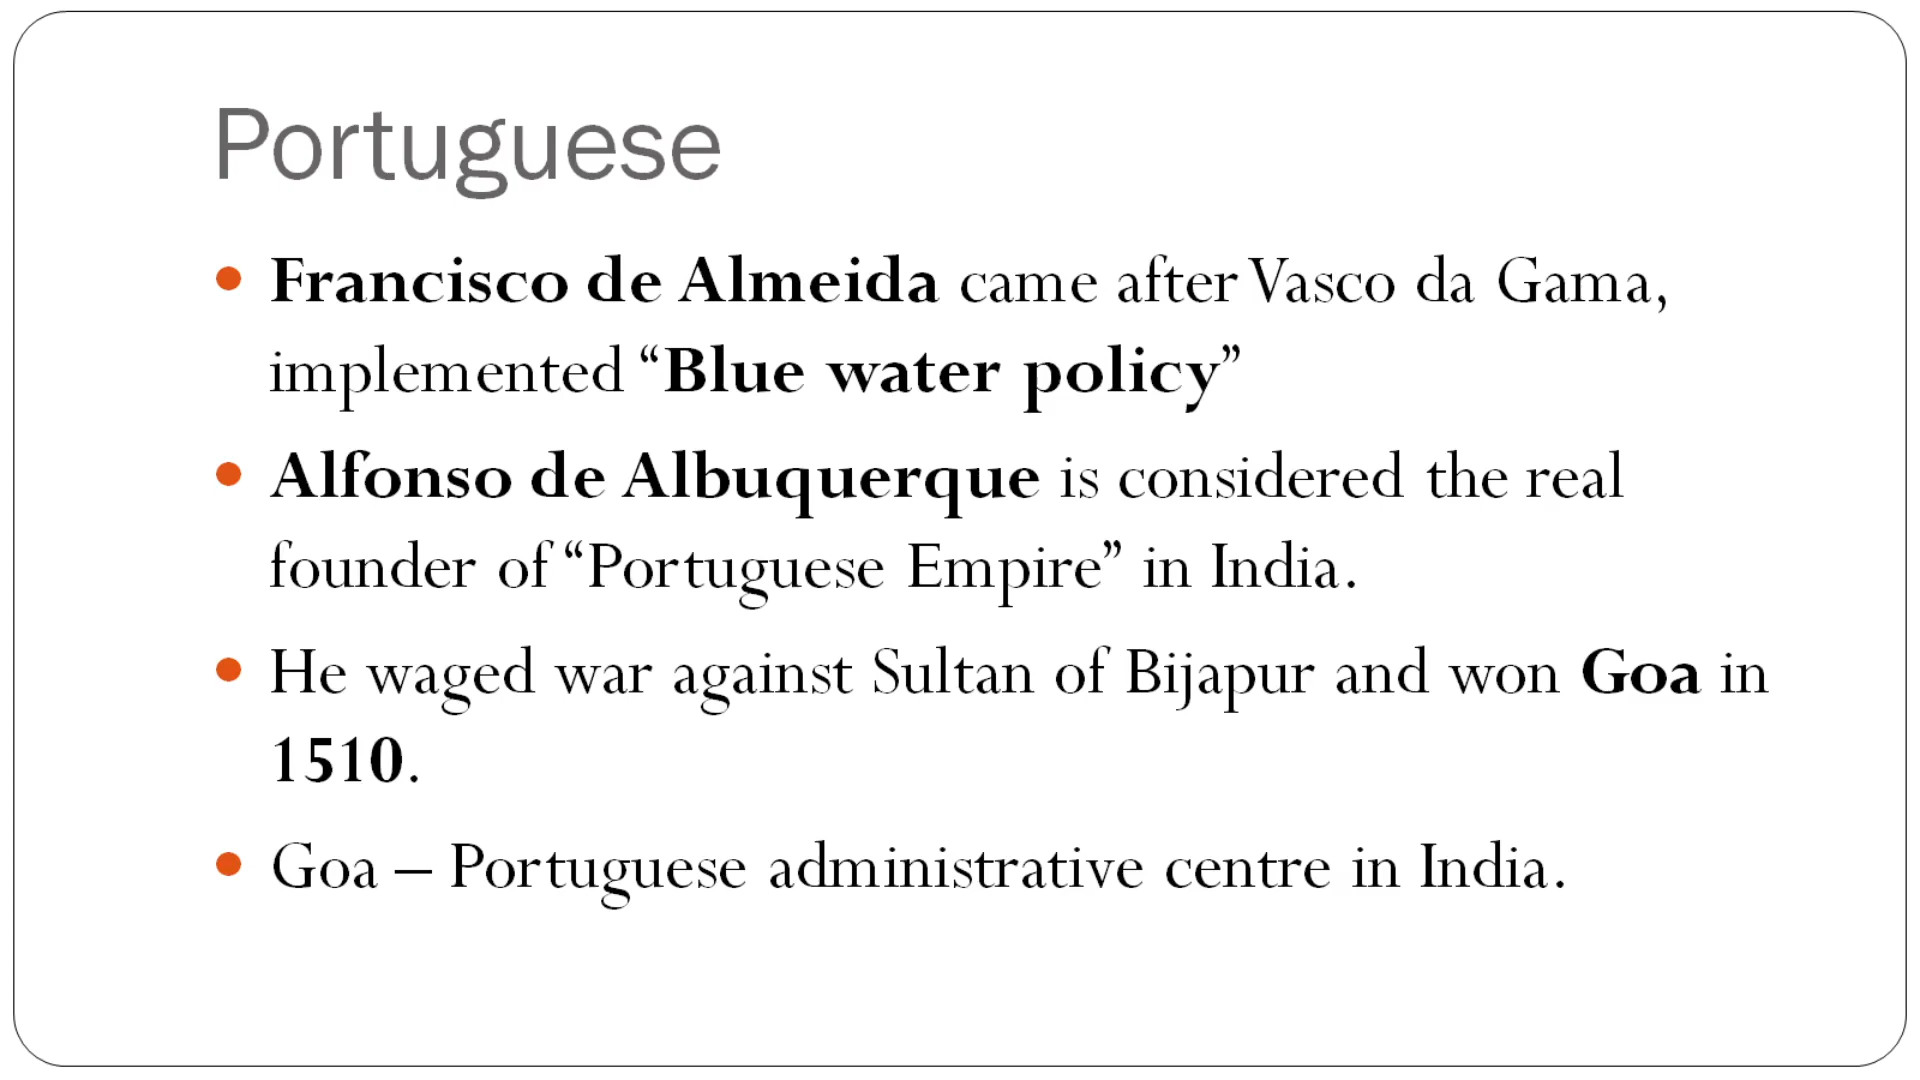 Portuguese
Francisco de Almeida came after Vasco da Gama,
implemented “Blue water policy”
Alfonso de Albuquerque is considered the real
founder of “Portuguese Empire” in India.
He waged war against Sultan of Bijapur and won Goa in
1510.
Goa – Portuguese administrative centre in India.